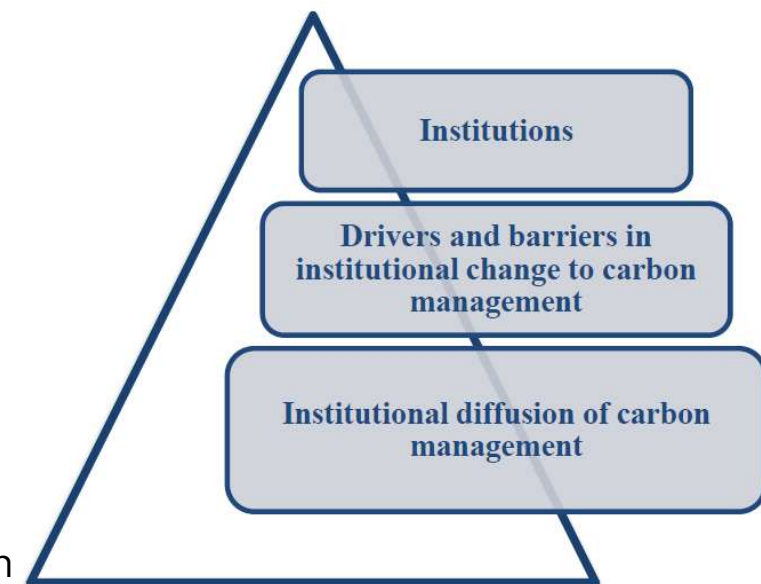 Institutions
Drivers and barriers in
institutional change to carbon
management
Institutional diffusion of carbon
management